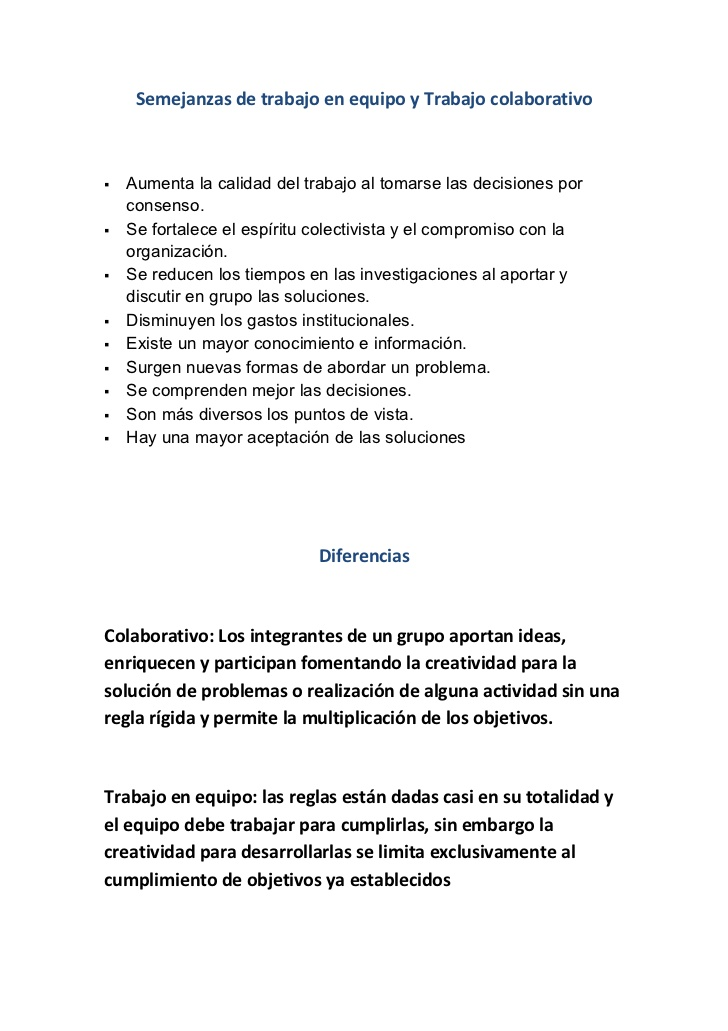 Semejanzas de trabajo en equipo y Trabajo colaborativo
▪ Aumenta la calidad del trabajo al tomarse las decisiones por
consenso.
▪ Se fortalece el espíritu colectivista y el compromiso con la
organización.
▪ Se reducen los tiempos en las investigaciones al aportar y
discutir en grupo las soluciones.
▪ Disminuyen los gastos institucionales.
▪ Existe un mayor conocimiento e información.
▪ Surgen nuevas formas de abordar un problema.
▪ Se comprenden mejor las decisiones.
▪ Son más diversos los puntos de vista.
▪ Hay una mayor aceptación de las soluciones
Diferencias
Colaborativo: Los integrantes de un grupo aportan ideas,
enriquecen y participan fomentando la creatividad para la
solución de problemas o realización de alguna actividad sin una
regla rígida y permite la multiplicación de los objetivos.
Trabajo en equipo: las reglas están dadas casi en su totalidad y
el equipo debe trabajar para cumplirlas, sin embargo la
creatividad para desarrollarlas se limita exclusivamente al
cumplimiento de objetivos ya establecidos